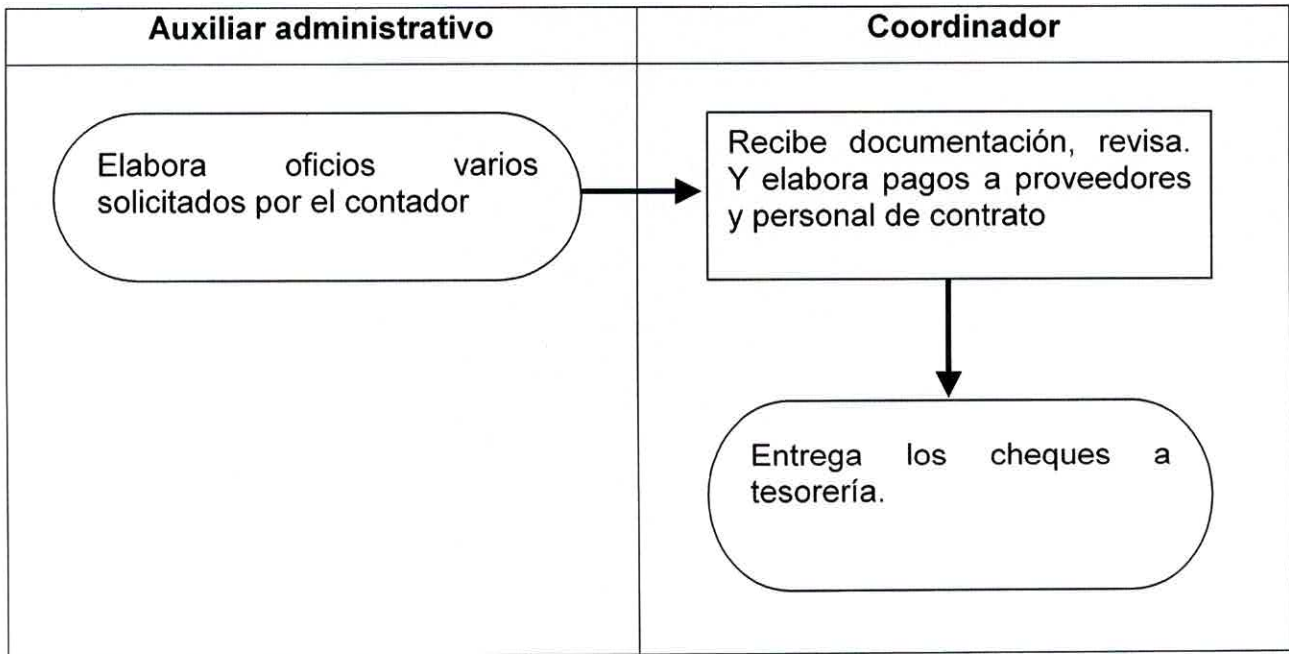 Auxiliar administrativo
Coordinador
Elabora oficios varios
solicitados por el contador
Recibe documentación, revisa.
Y elabora pagos a proveedores
y personal de contrato
Entrega los cheques a
tesorería.